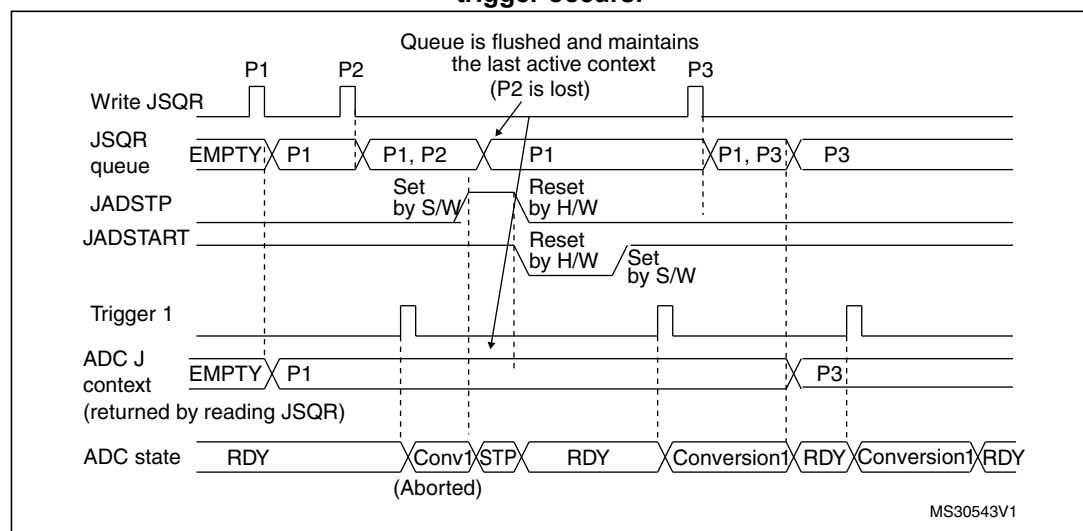 trigger occurs.
Queue is flushed and maintains
the last active context
(P2 is lost)
P1 P2 P3
Write JSQR
JSQR
queue
EMPTY P1 P1, P2 P1 P1, P3 P3
Set
by S/W
Reset
by H/W
JADSTP
JADSTART
Reset
by H/W
Set
by S/W
Trigger 1
ADC J
context
(returned by reading JSQR)
EMPTY P1 P3
ADC state RDY Conv1 STP RDY Conversion1 RDY Conversion1 RDY
(Aborted)
MS30543V1